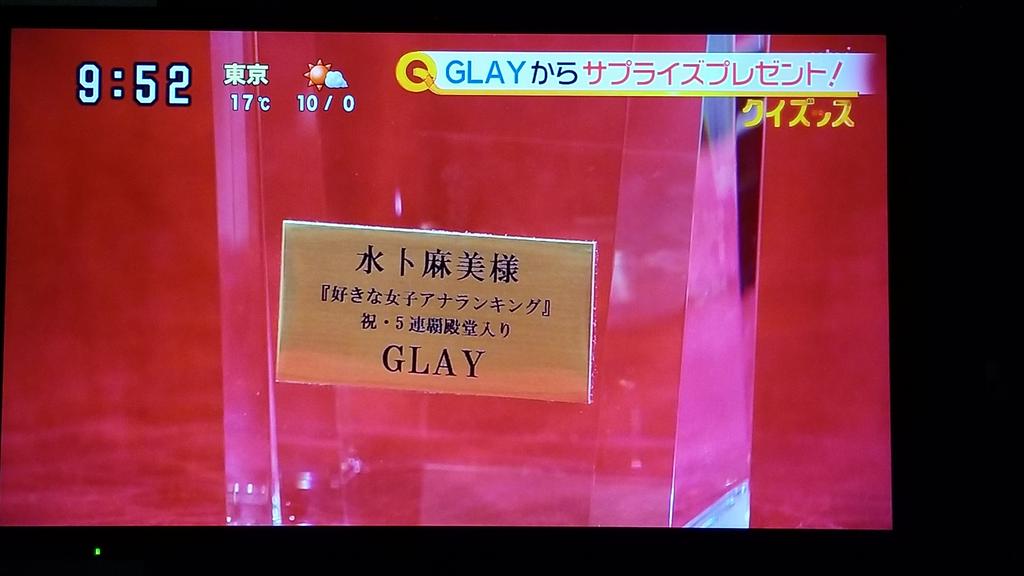 9:52
東京
17℃ 10/0
GLAYからサプライズプレゼント!
クイズッス
水卜麻美様
『好きな女子アナランキング』
祝・5連覇殿堂入り
GLAY